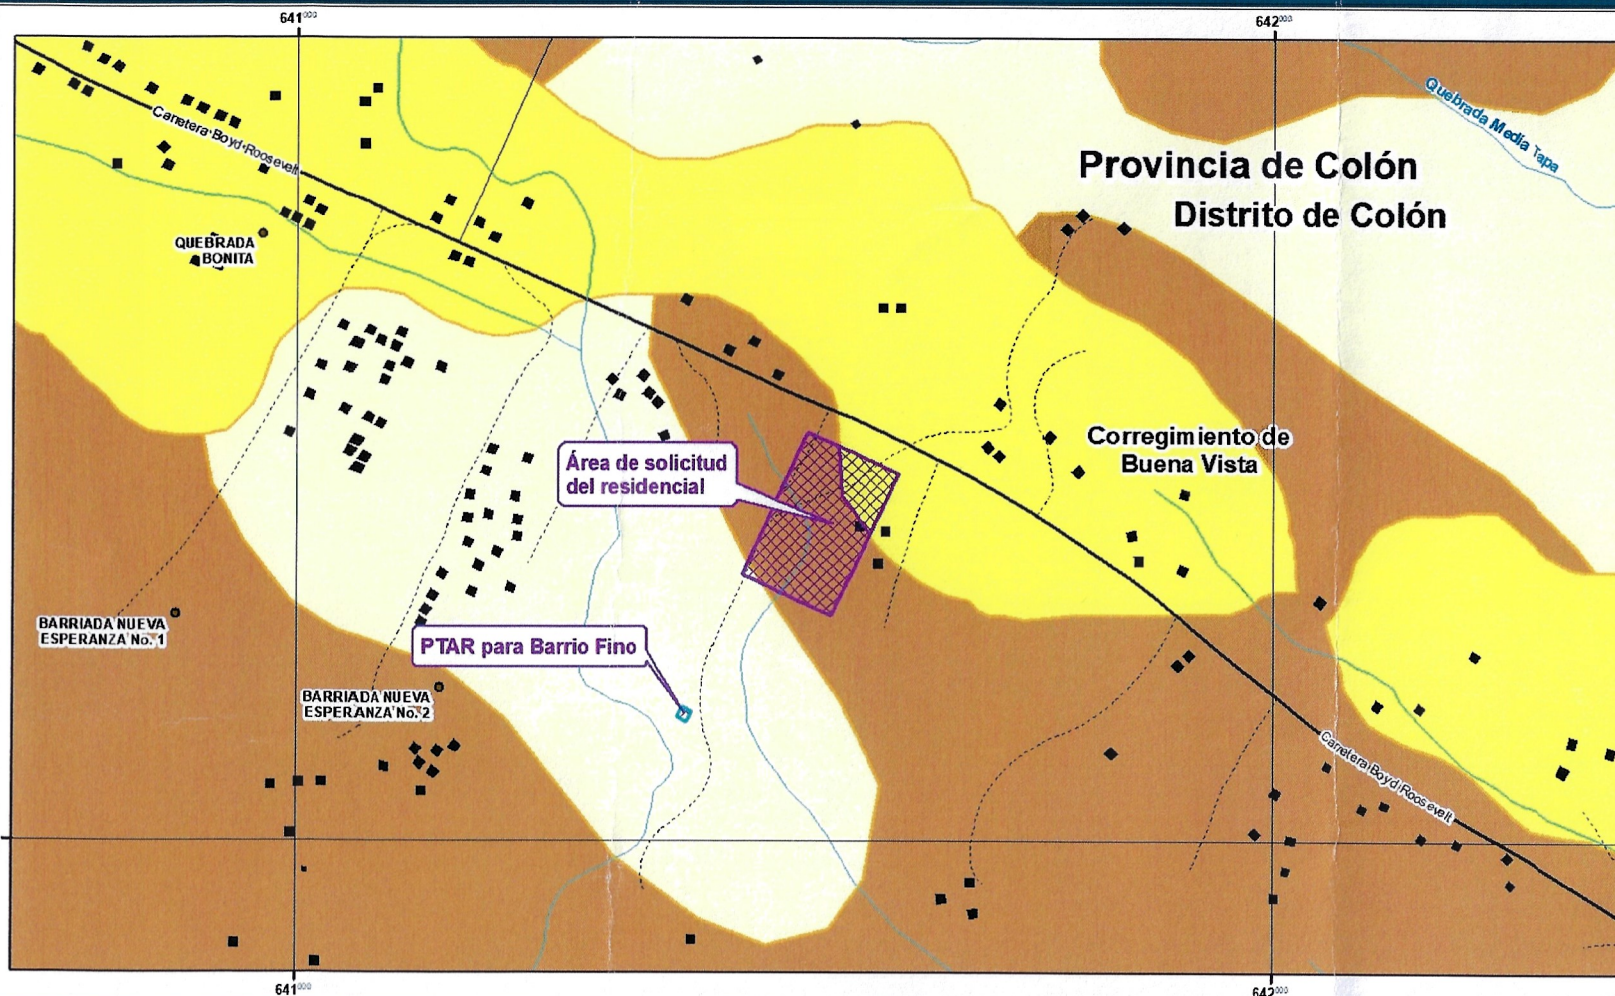 641000
642000
Carretera Boyd Roosevelt
Quebrada Media Tapa
Provincia de Colón
Distrito de Colón
QUEBRADA
BONITA
Corregimiento de
Buena Vista
Área de solicitud
del residencial
BARRIADA NUEVA
ESPERANZA No. 1
PTAR para Barrio Fino
BARRIADA NUEVA
ESPERANZA No. 2
Carretera Boyd Roosevelt
641000
642000